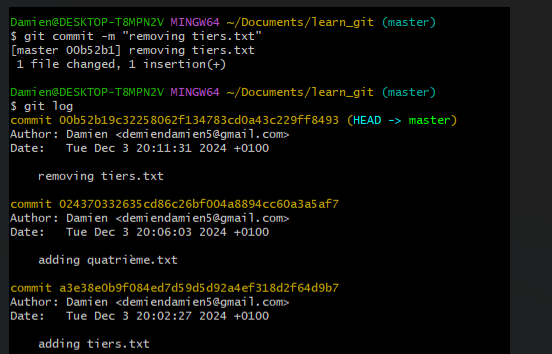 Damien@DESKTOP-T8MPN2V MINGW64 ~/Documents/learn_git (master)
$ git commit -m "removing tiers.txt"
[master 00b52b1] removing tiers.txt
 1 file changed, 1 insertion(+)
Damien@DESKTOP-T8MPN2V MINGW64 ~/Documents/learn_git (master)
$ git log
commit 00b52b19c32258062f134783cd0a43c229ff8493 (HEAD -> master)
Author: Damien <demiendamien5@gmail.com>
Date:   Tue Dec 3 20:11:31 2024 +0100
    removing tiers.txt
commit 024370332635cd86c26bf004a8894cc60a3a5af7
Author: Damien <demiendamien5@gmail.com>
Date:   Tue Dec 3 20:06:03 2024 +0100
    adding quatrième.txt
commit a3e38e0b9f084ed7d59d5d92a4ef318d2f64d9b7
Author: Damien <demiendamien5@gmail.com>
Date:   Tue Dec 3 20:02:27 2024 +0100
    adding tiers.txt